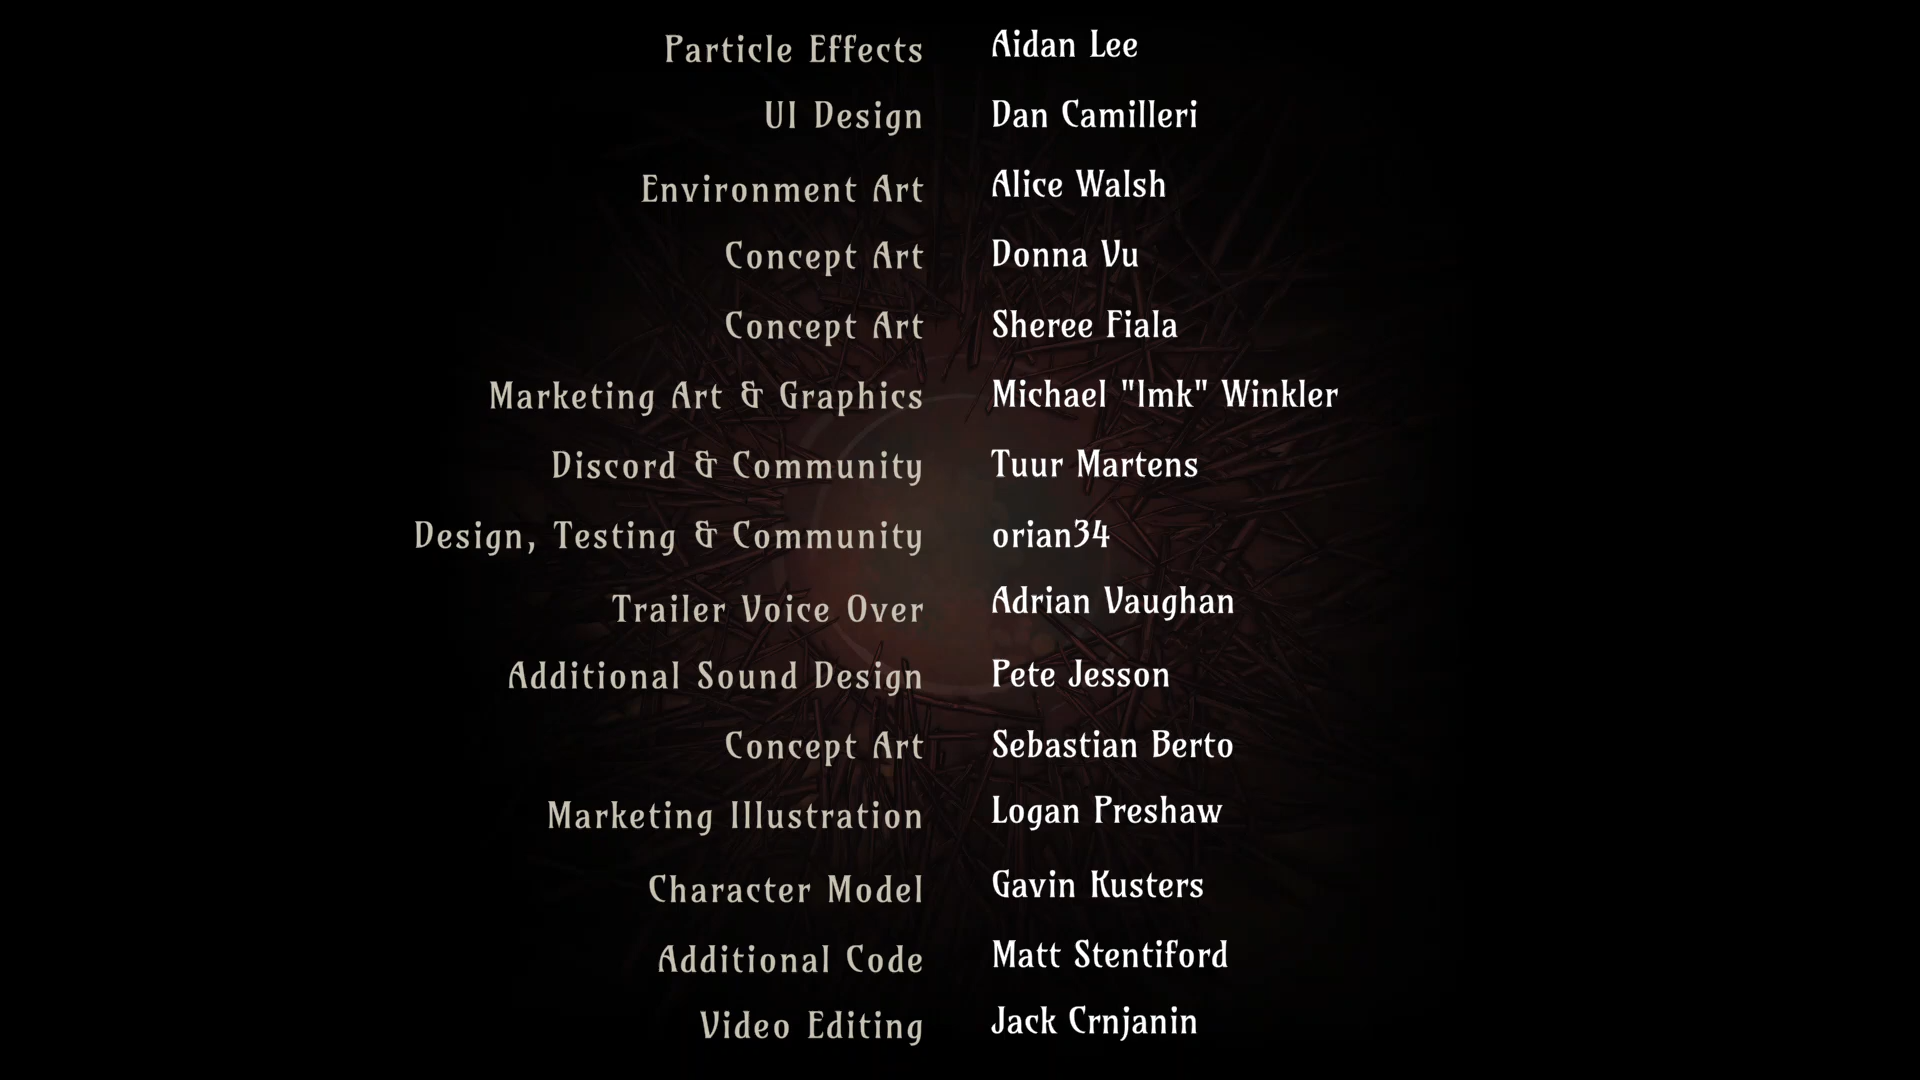 Particle Effects Aidan Lee
UI Design Dan Camilleri
Environment Art Alice Walsh
Concept Art Donna Vu
Concept Art Sheree Fiala
Marketing Art & Graphics Michael "lmk" Winkler
Discord & Community Tuur Martens
Design, Testing & Community orian34
Trailer Voice Over Adrian Vaughan
Additional Sound Design Pete Jesson
Concept Art Sebastian Berto
Marketing Illustration Logan Preshaw
Character Model Gavin Kusters
Additional Code Matt Stentiford
Video Editing Jack Crnjanin